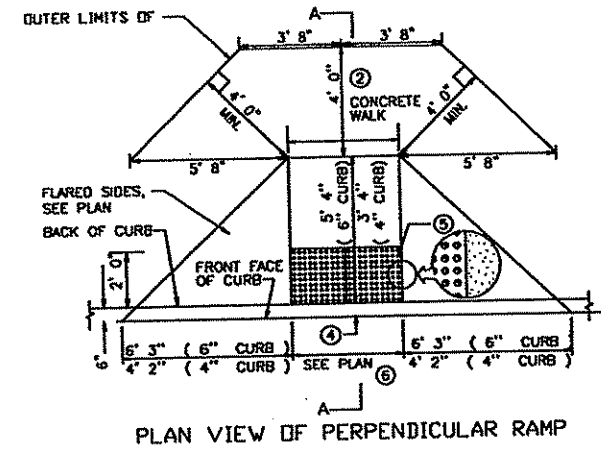 A
OUTER LIMITS OF
3' 8"
3' 8"
4' 0"
②
CONCRETE
WALK
4' 0"
MIN.
4' 0"
MIN.
5' 8"
5' 8"
5' 4"
( 6" CURB )
5' 4"
( 4" CURB )
FLARED SIDES,
SEE PLAN
BACK OF CURB
⑤
2' 0"
FRONT FACE
OF CURB
6"
④
6' 3" ( 6" CURB )
4' 2" ( 4" CURB )
SEE PLAN
⑥
6' 3" ( 6" CURB )
4' 2" ( 4" CURB )
A
PLAN VIEW OF PERPENDICULAR RAMP